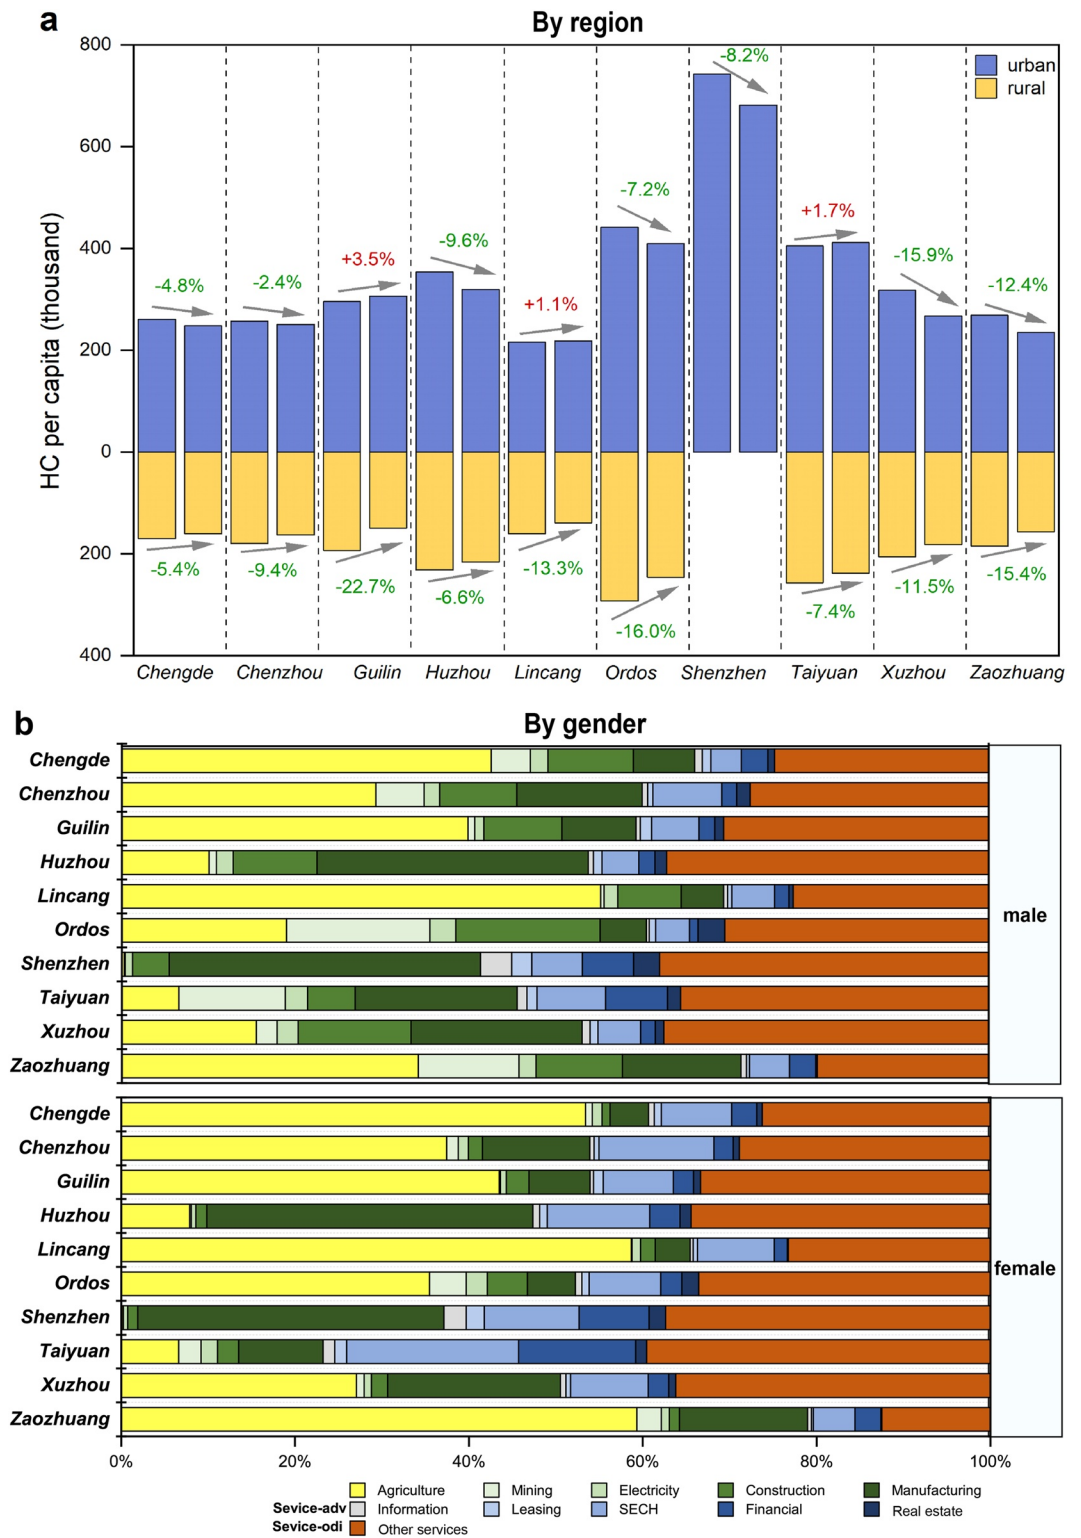 a
By region
HC per capita (thousand)
800
600
400
200
0
200
400
urban
rural
-4.8%
-2.4%
+3.5%
-9.6%
+1.1%
-7.2%
-8.2%
+1.7%
-15.9%
-12.4%
-5.4%
-9.4%
-22.7%
-6.6%
-13.3%
-16.0%
-7.4%
-11.5%
-15.4%
Chengde Chenzhou Guilin Huzhou Lincang Ordos Shenzhen Taiyuan Xuzhou Zaozhuang
b
By gender
Chengde
Chenzhou
Guilin
Huzhou
Lincang
Ordos
Shenzhen
Taiyuan
Xuzhou
Zaozhuang
male
Chengde
Chenzhou
Guilin
Huzhou
Lincang
Ordos
Shenzhen
Taiyuan
Xuzhou
Zaozhuang
female
0% 20% 40% 60% 80% 100%
Agriculture Mining Electricity Construction Manufacturing
Sevice-adv Information Leasing SECH Financial Real estate
Sevice-odi Other services